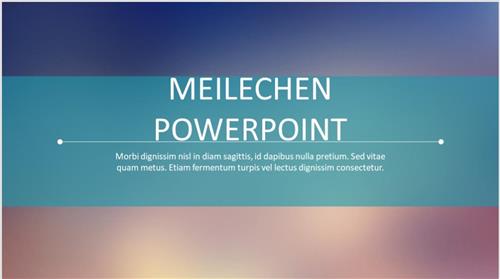 MEILECHEN
POWERPOINT
Morbi dignissim nisl in diam sagittis, id dapibus nulla pretium. Sed vitae
quam metus. Etiam fermentum turpis vel lectus dignissim consectetur.